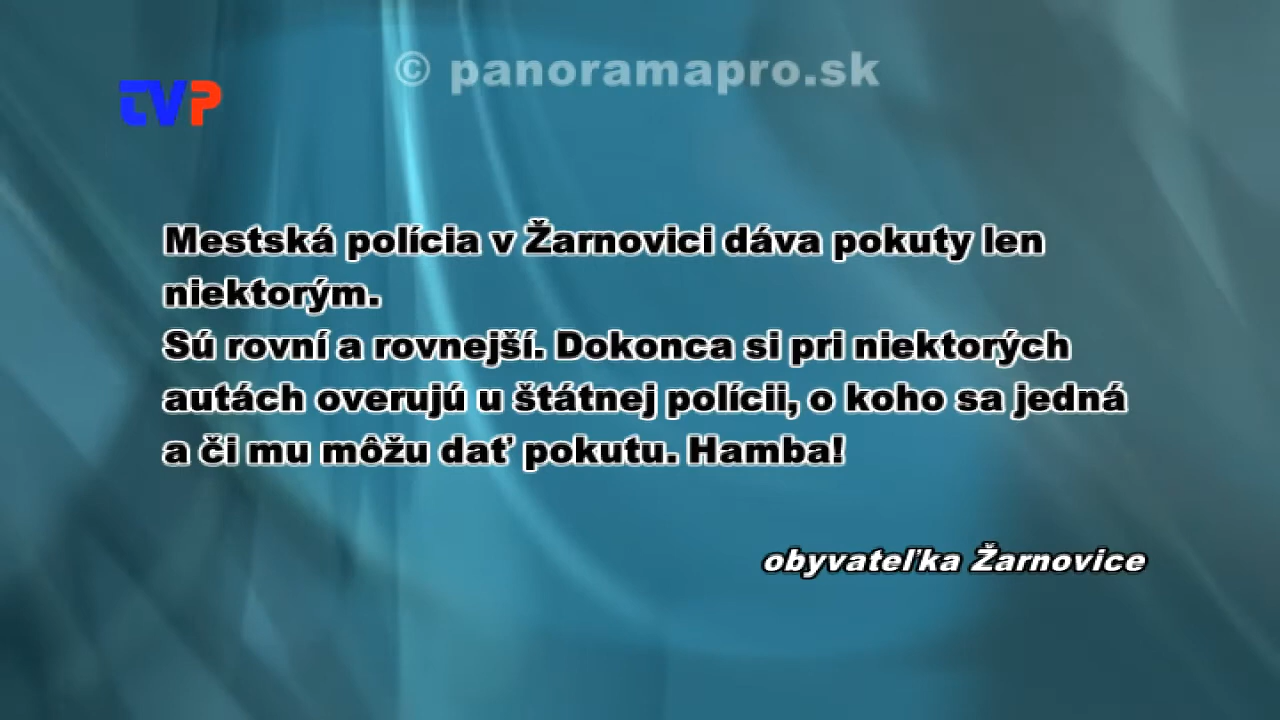 © panoramapro.sk
TVP
Mestská polícia v Žarnovici dáva pokuty len
niektorým.
Sú rovní a rovnejší. Dokonca si pri niektorých
autách overujú u štátnej polícii, o koho sa jedná
a či mu môžu dať pokutu. Hamba!
obyvateľka Žarnovice